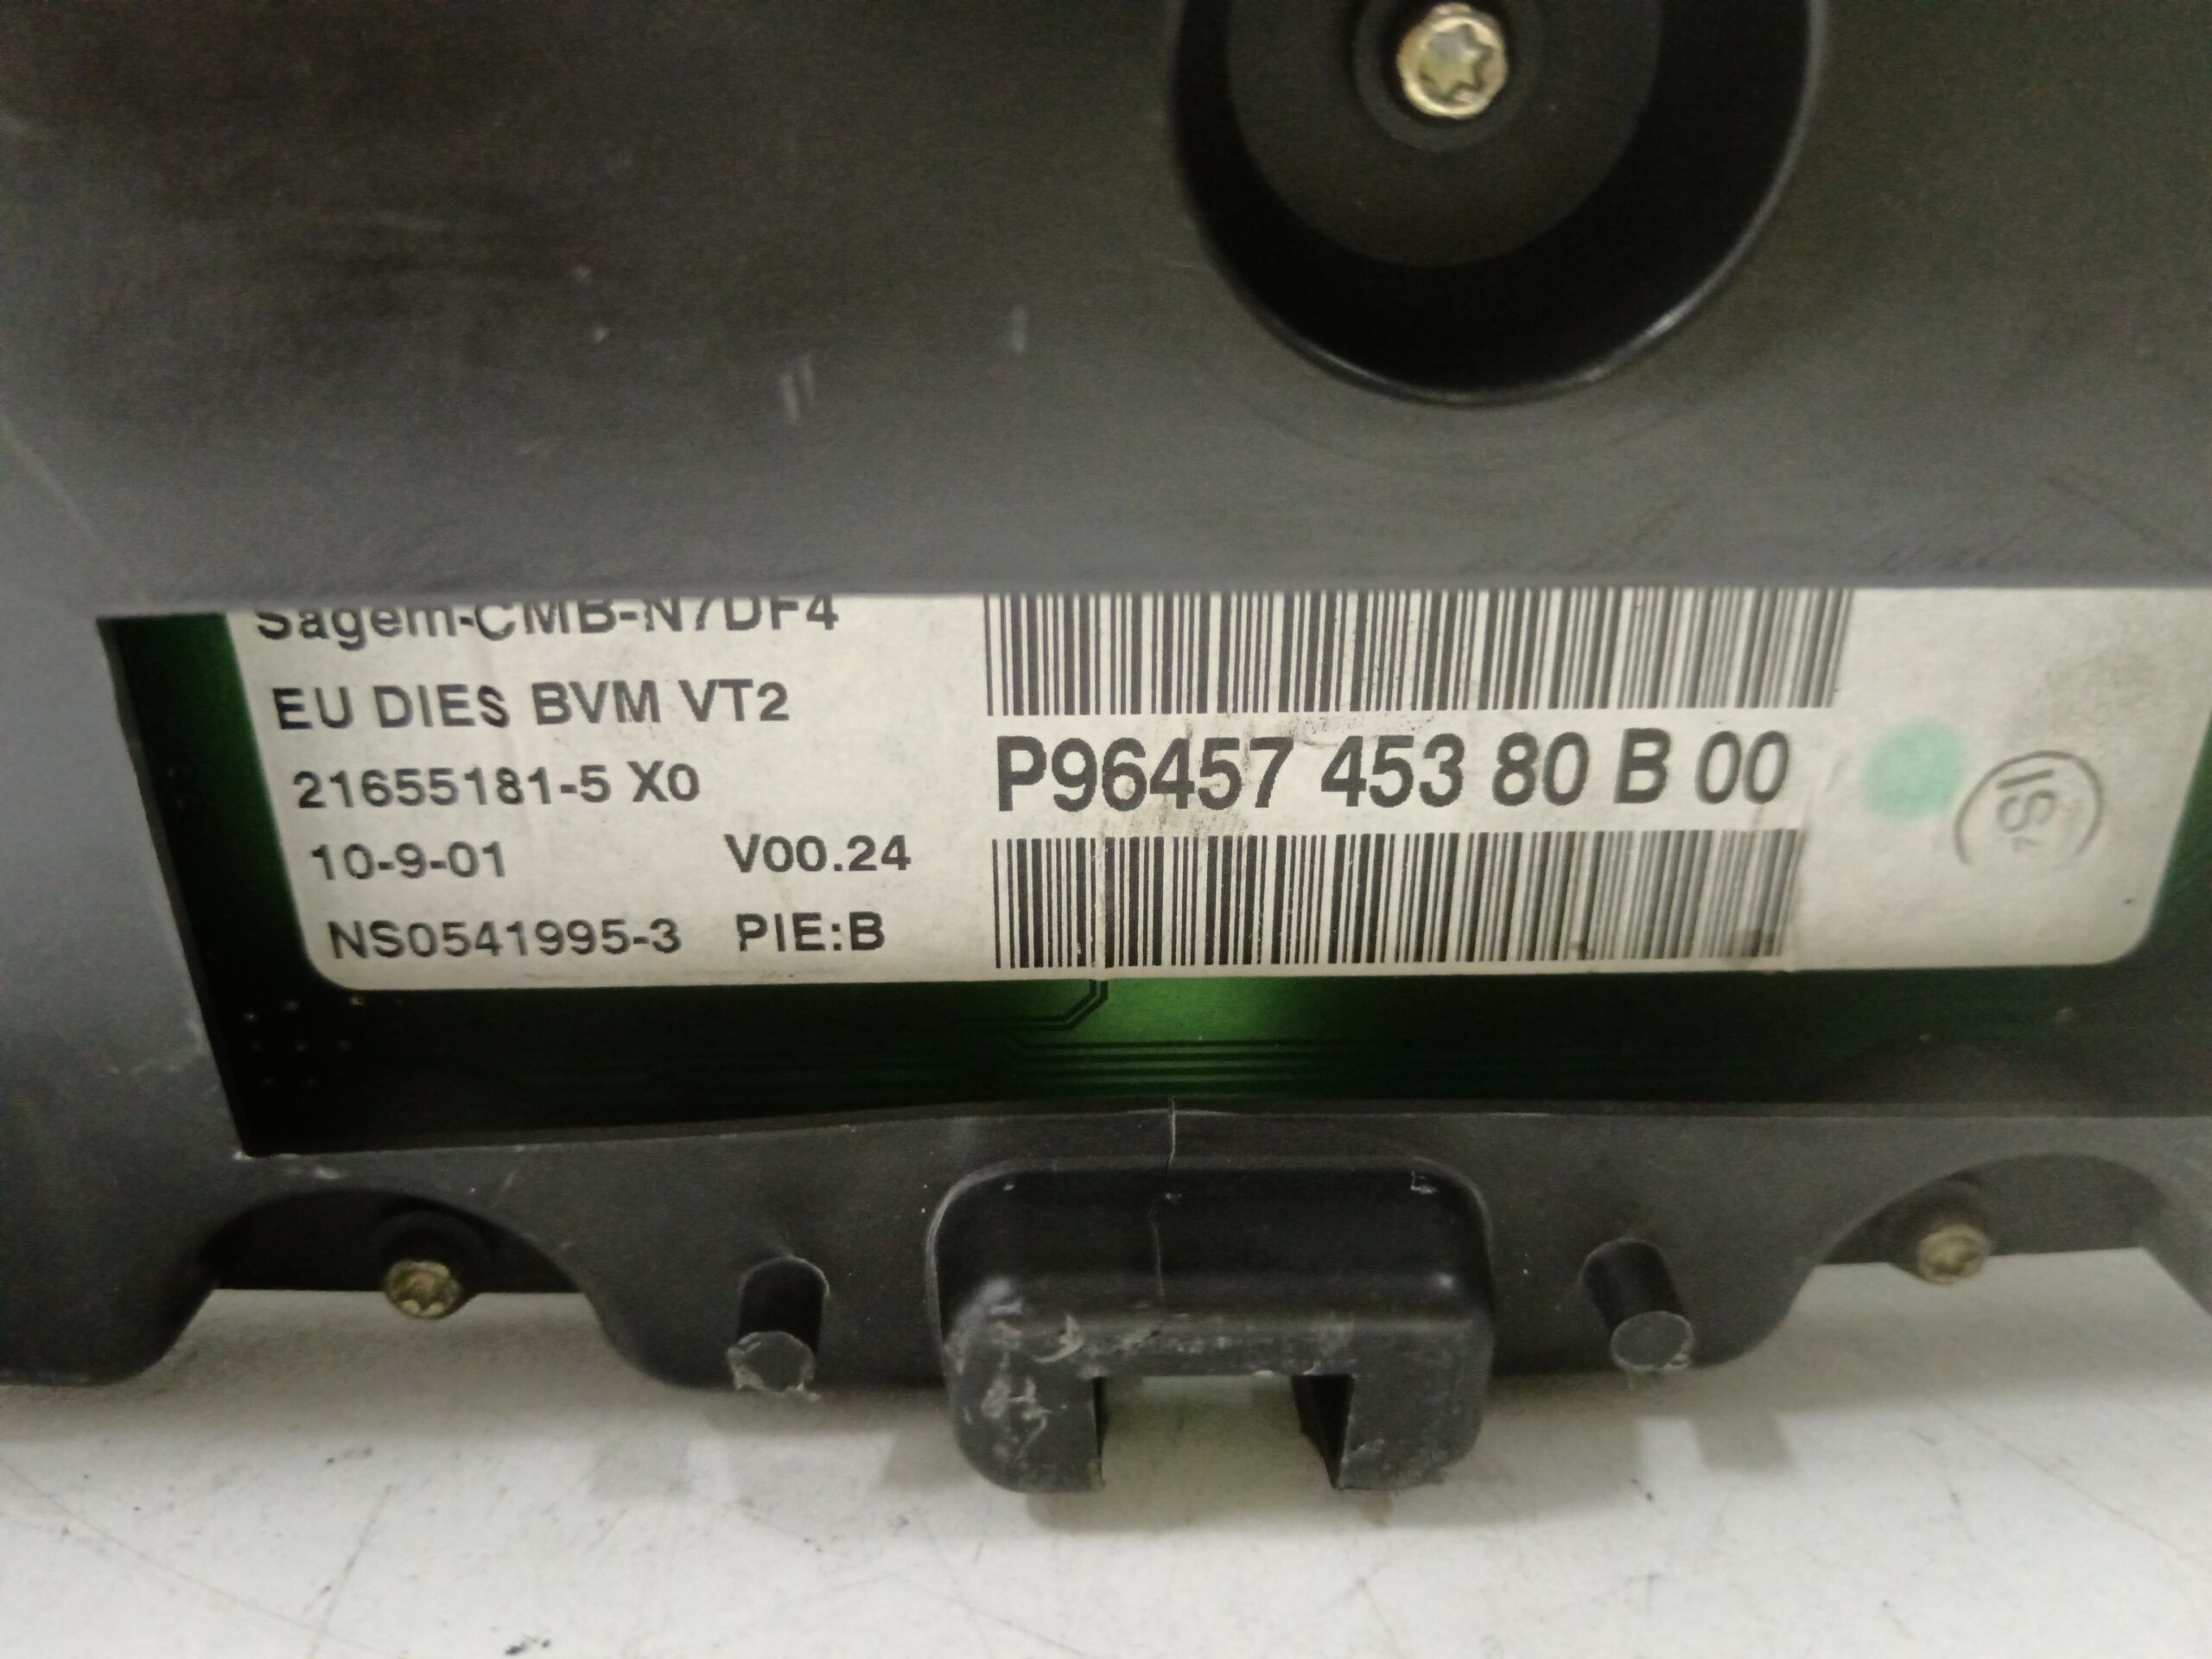 Sagem-CMB-N7DF4
EU DIES BVM VT2
21655181-5 X0
10-9-01 V00.24
NS0541995-3 PIE:B
P96457 453 80 B 00